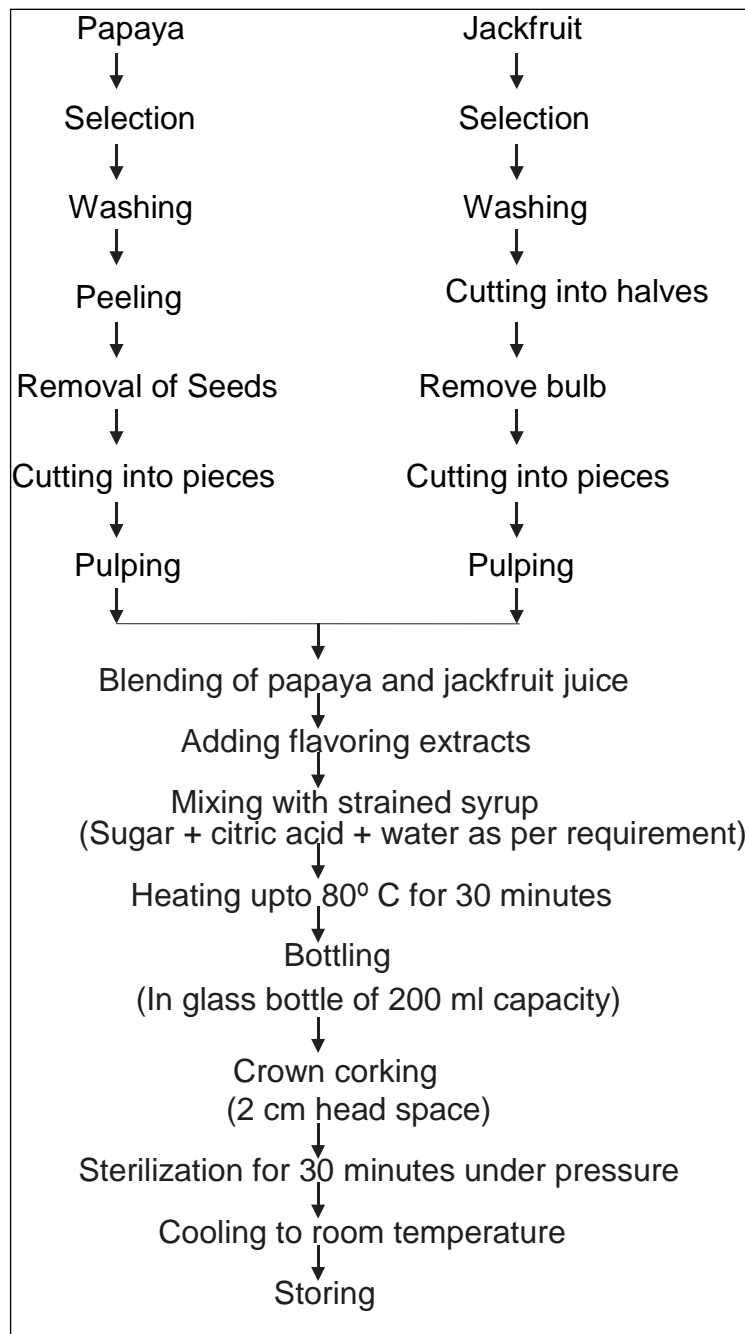 Papaya Jackfruit
Selection Selection
Washing Washing
Peeling Cutting into halves
Removal of Seeds Remove bulb
Cutting into pieces Cutting into pieces
Pulping Pulping
Blending of papaya and jackfruit juice
Adding flavoring extracts
Mixing with strained syrup
(Sugar + citric acid + water as per requirement)
Heating upto 80º C for 30 minutes
Bottling
(In glass bottle of 200 ml capacity)
Crown corking
(2 cm head space)
Sterilization for 30 minutes under pressure
Cooling to room temperature
Storing